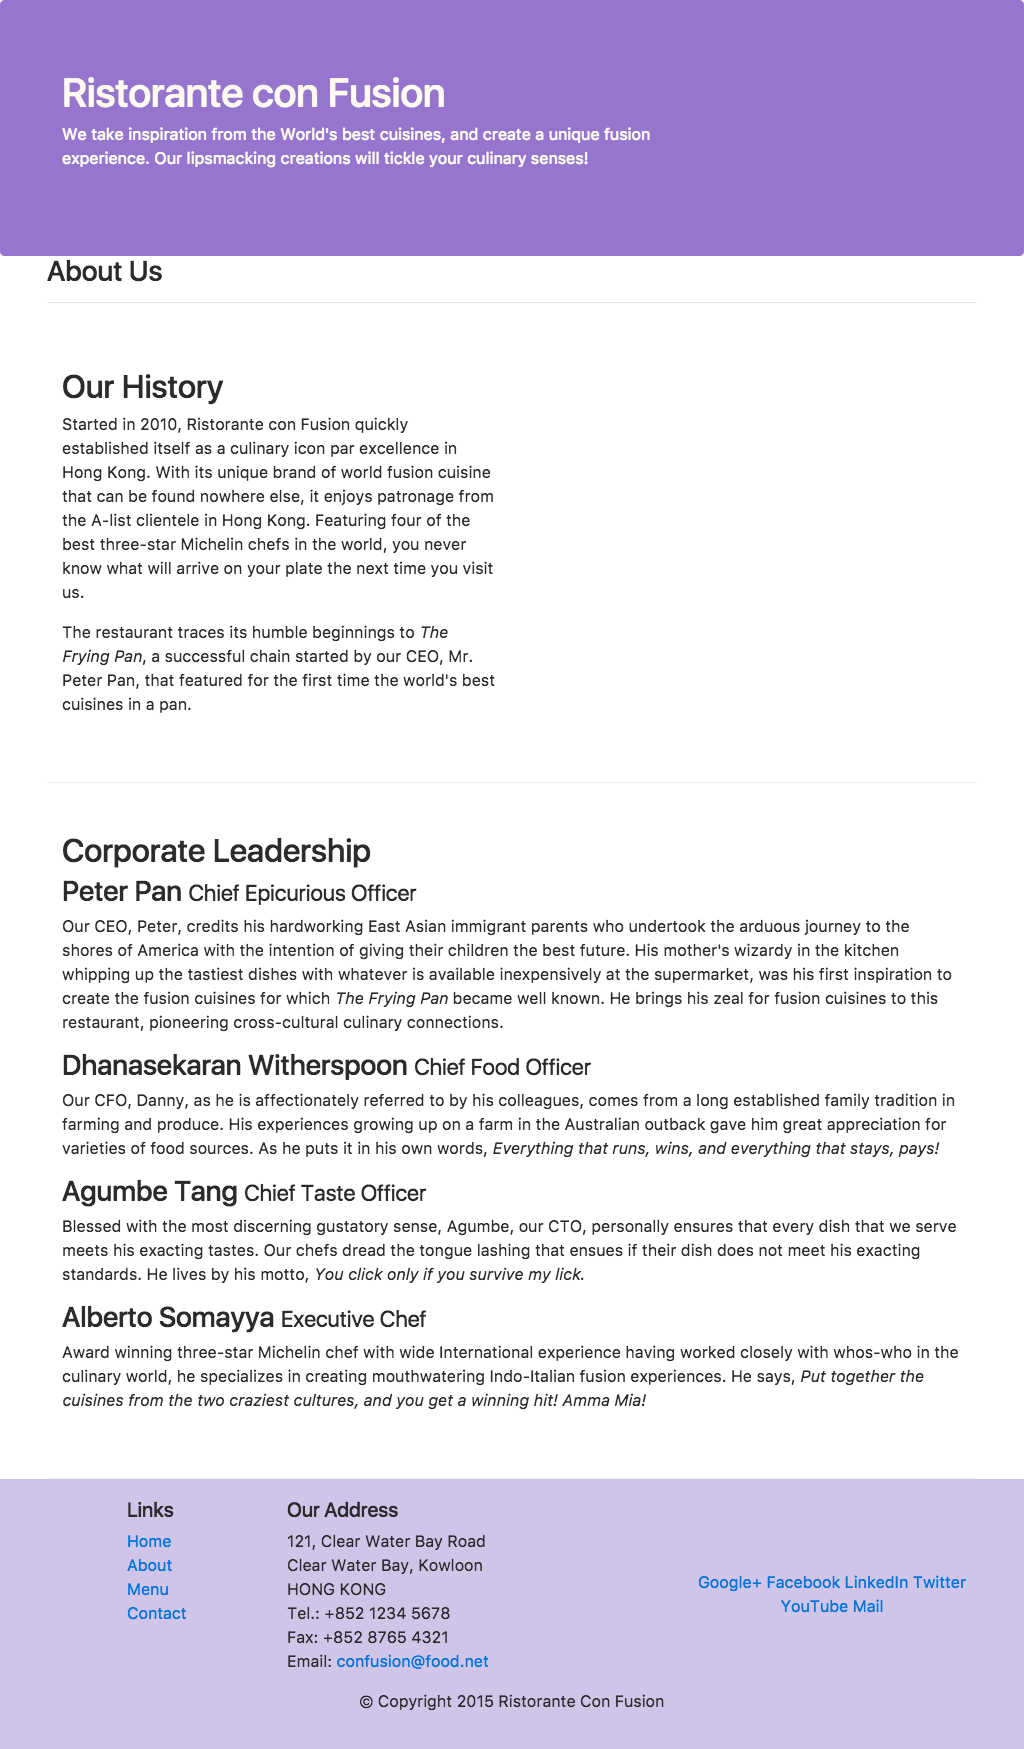 Ristorante con Fusion
We take inspiration from the World's best cuisines, and create a unique fusion
experience. Our lipsmacking creations will tickle your culinary senses!
About Us
Our History
Started in 2010, Ristorante con Fusion quickly
established itself as a culinary icon par excellence in
Hong Kong. With its unique brand of world fusion cuisine
that can be found nowhere else, it enjoys patronage from
the A-list clientele in Hong Kong. Featuring four of the
best three-star Michelin chefs in the world, you never
know what will arrive on your plate the next time you visit
us.
The restaurant traces its humble beginnings to The
Frying Pan, a successful chain started by our CEO, Mr.
Peter Pan, that featured for the first time the world's best
cuisines in a pan.
Corporate Leadership
Peter Pan Chief Epicurious Officer
Our CEO, Peter, credits his hardworking East Asian immigrant parents who undertook the arduous journey to the
shores of America with the intention of giving their children the best future. His mother's wizardy in the kitchen
whipping up the tastiest dishes with whatever is available inexpensively at the supermarket, was his first inspiration to
create the fusion cuisines for which The Frying Pan became well known. He brings his zeal for fusion cuisines to this
restaurant, pioneering cross-cultural culinary connections.
Dhanasekaran Witherspoon Chief Food Officer
Our CFO, Danny, as he is affectionately referred to by his colleagues, comes from a long established family tradition in
farming and produce. His experiences growing up on a farm in the Australian outback gave him great appreciation for
varieties of food sources. As he puts it in his own words, Everything that runs, wins, and everything that stays, pays!
Agumbe Tang Chief Taste Officer
Blessed with the most discerning gustatory sense, Agumbe, our CTO, personally ensures that every dish that we serve
meets his exacting tastes. Our chefs dread the tongue lashing that ensues if their dish does not meet his exacting
standards. He lives by his motto, You click only if you survive my lick.
Alberto Somayya Executive Chef
Award winning three-star Michelin chef with wide International experience having worked closely with whos-who in the
culinary world, he specializes in creating mouthwatering Indo-Italian fusion experiences. He says, Put together the
cuisines from the two craziest cultures, and you get a winning hit! Amma Mia!
Links
Home
About
Menu
Contact
Our Address
121, Clear Water Bay Road
Clear Water Bay, Kowloon
HONG KONG
Tel.: +852 1234 5678
Fax: +852 8765 4321
Email: confusion@food.net
Google+ Facebook LinkedIn Twitter
YouTube Mail
© Copyright 2015 Ristorante Con Fusion